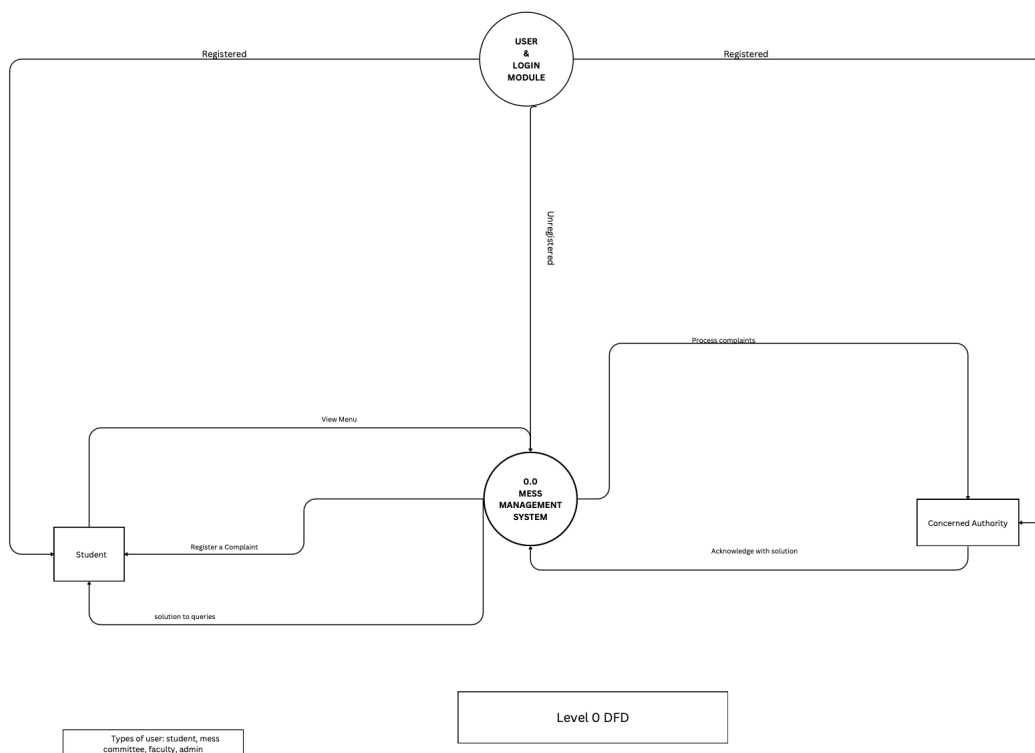 USER
&
LOGIN
MODULE
Registered
Registered
Unregistered
Process complaints
View Menu
0.0
MESS
MANAGEMENT
SYSTEM
Concerned Authority
Student
Register a Complaint
Acknowledge with solution
solution to queries
Level 0 DFD
Types of user: student, mess
committee, faculty, admin